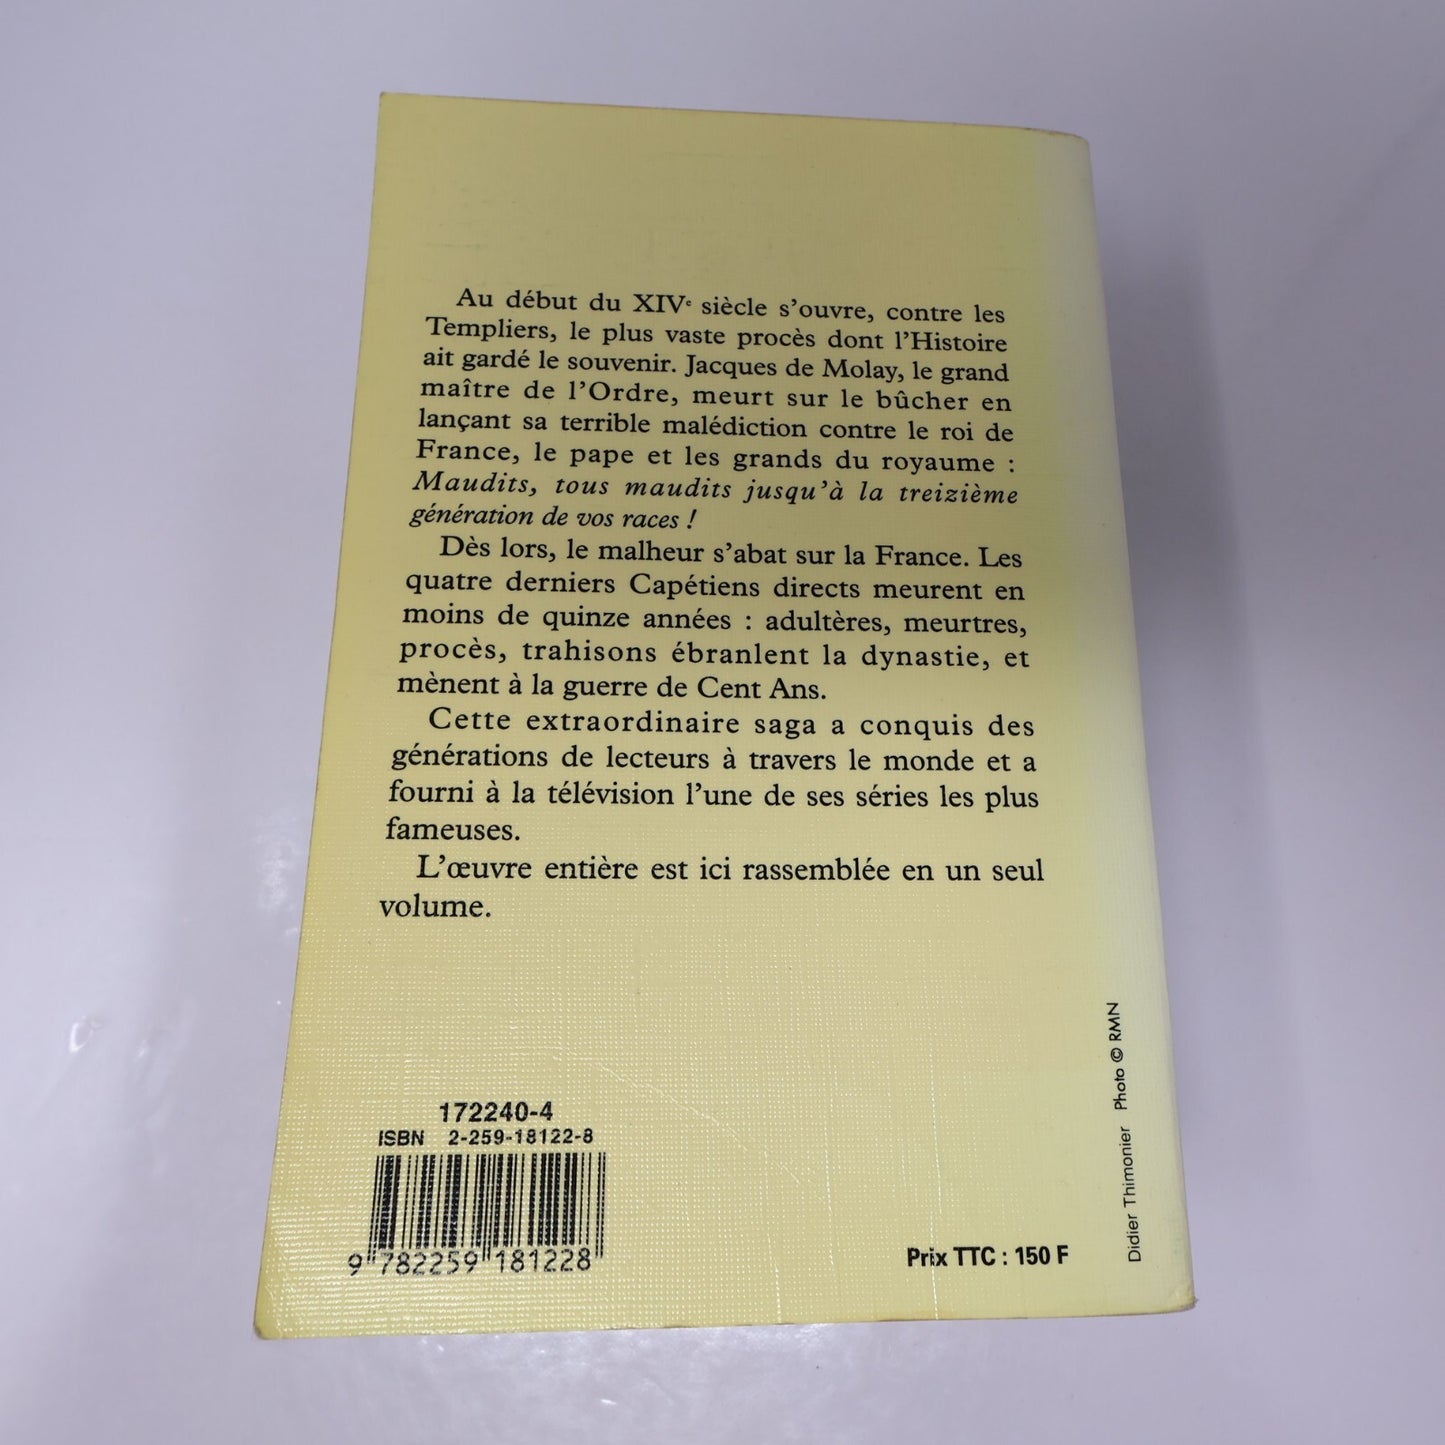 Au début du XIVe siècle s'ouvre, contre les
Templiers, le plus vaste procès dont l'Histoire
ait gardé le souvenir. Jacques de Molay, le grand
maître de l'Ordre, meurt sur le bûcher en
lançant sa terrible malédiction contre le roi de
France, le pape et les grands du royaume :
Maudits, tous maudits jusqu'à la treizième
génération de vos races !
Dès lors, le malheur s'abat sur la France. Les
quatre derniers Capétiens directs meurent en
moins de quinze années : adultères, meurtres,
procès, trahisons ébranlent la dynastie, et
mènent à la guerre de Cent Ans.
Cette extraordinaire saga a conquis des
générations de lecteurs à travers le monde et a
fourni à la télévision l'une de ses séries les plus
fameuses.
L'œuvre entière est ici rassemblée en un seul
volume.
172240-4
ISBN 2-259-18122-8
9 782259 181228
Prix TTC : 150 F
Didier Thimonier Photo © RMN